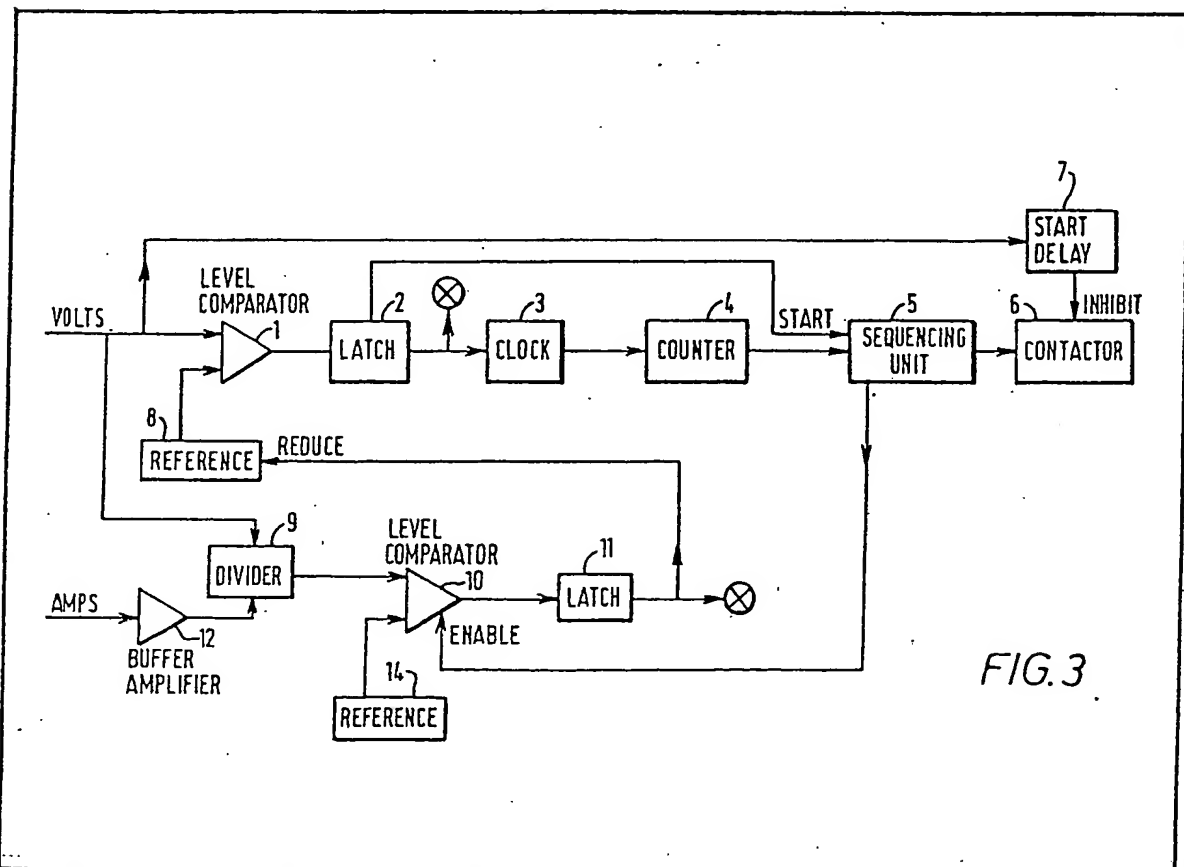 7
START
DELAY
LEVEL
COMPARATOR
VOLTS
1
2
LATCH
3
CLOCK
4
COUNTER
START
5
SEQUENCING
UNIT
6
INHIBIT
CONTACTOR
8
REFERENCE
REDUCE
9
DIVIDER
LEVEL
COMPARATOR
10
11
LATCH
AMPS
12
BUFFER
AMPLIFIER
ENABLE
14
REFERENCE
FIG. 3